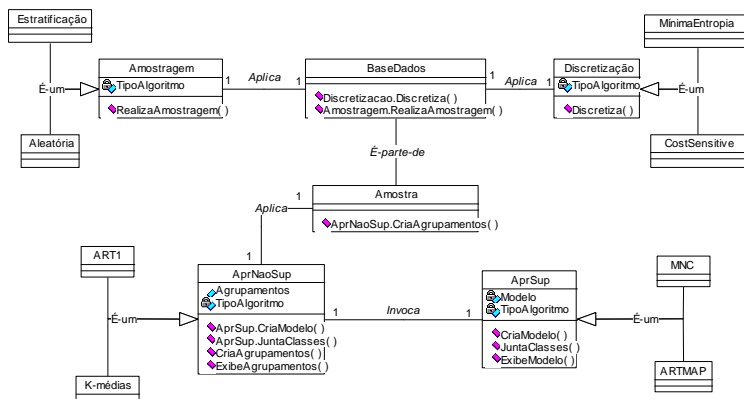 Estratificação
É-um
Aleatória
Amostragem
TipoAlgoritmo
RealizaAmostragem( )
1
Aplica
1
BaseDados
Discretizacao.Discretiza( )
Amostragem.RealizaAmostragem( )
1
Aplica
1
Discretização
TipoAlgoritmo
Discretiza( )
MínimaEntropia
É-um
CostSensitive
É-parte-de
Amostra
AprNaoSup.CriaAgrupamentos( )
1
Aplica
1
ART1
É-um
K-médias
AprNaoSup
Agrupamentos
TipoAlgoritmo
AprSup.CriaModelo( )
AprSup.JuntaClasses( )
CriaAgrupamentos( )
ExibeAgrupamentos( )
1
Invoca
1
AprSup
Modelo
TipoAlgoritmo
CriaModelo( )
JuntaClasses( )
ExibeModelo( )
MNC
É-um
ARTMAP